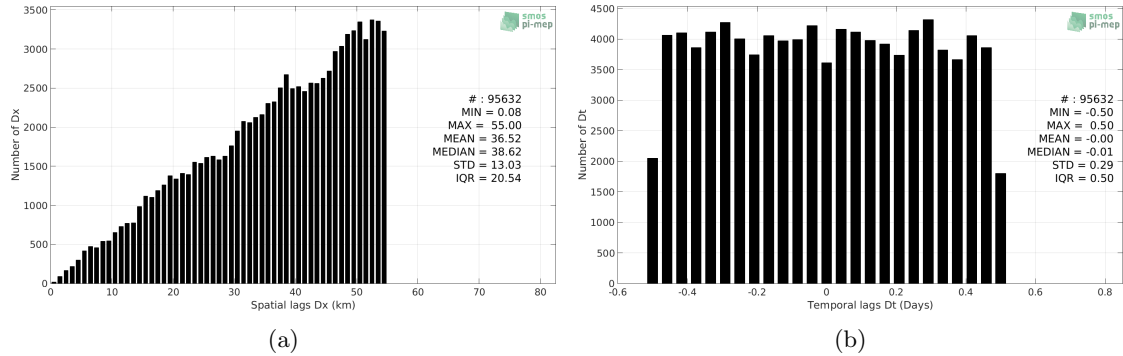 smos
pi-mep
Number of Dx
3500
3000
2500
2000
1500
1000
500
0
# : 95632
MIN = 0.08
MAX = 55.00
MEAN = 36.52
MEDIAN = 38.62
STD = 13.03
IQR = 20.54
0 10 20 30 40 50 60 70 80
Spatial lags Dx (km)
(a)
smos
pi-mep
Number of Dt
4500
4000
3500
3000
2500
2000
1500
1000
500
0
# : 95632
MIN = -0.50
MAX = 0.50
MEAN = -0.00
MEDIAN = -0.01
STD = 0.29
IQR = 0.50
-0.6 -0.4 -0.2 0 0.2 0.4 0.6 0.8
Temporal lags Dt (Days)
(b)